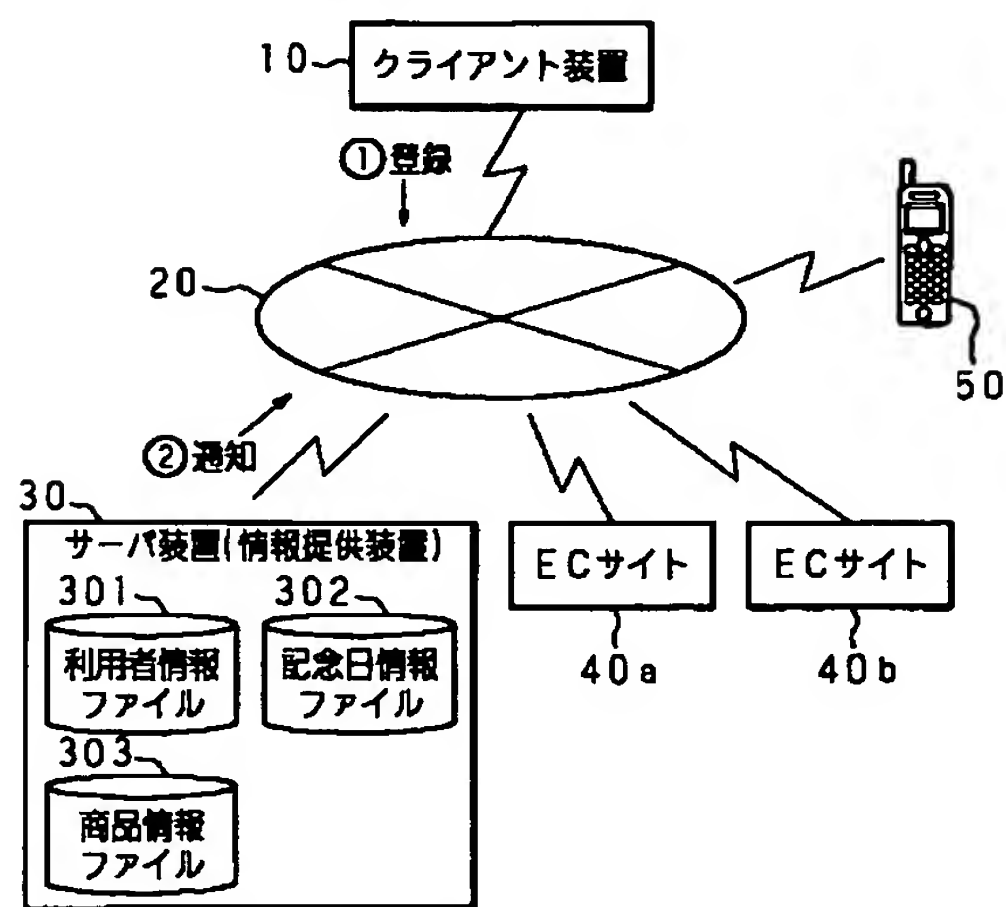 10
クライアント装置
①登録
20
50
②通知
30
サーバ装置(情報提供装置)
301
302
利用者情報
ファイル
記念日情報
ファイル
303
商品情報
ファイル
ECサイト
ECサイト
40a
40b